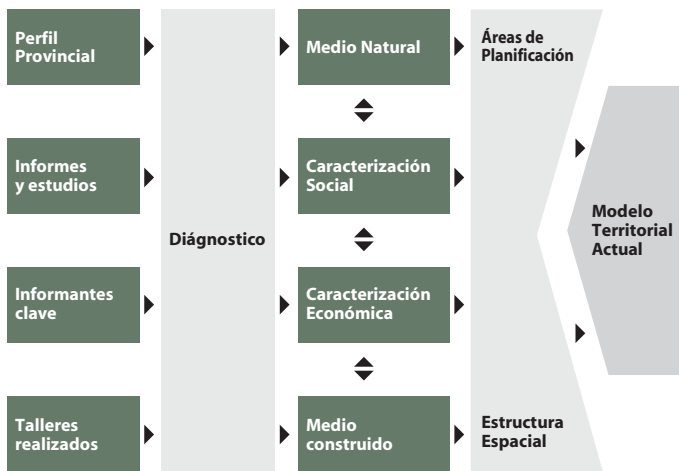 Perfil
Provincial
Informes
y estudios
Informantes
clave
Talleres
realizados
Diágnostico
Medio Natural
Caracterización
Social
Caracterización
Económica
Medio
construido
Áreas de
Planificación
Estructura
Espacial
Modelo
Territorial
Actual